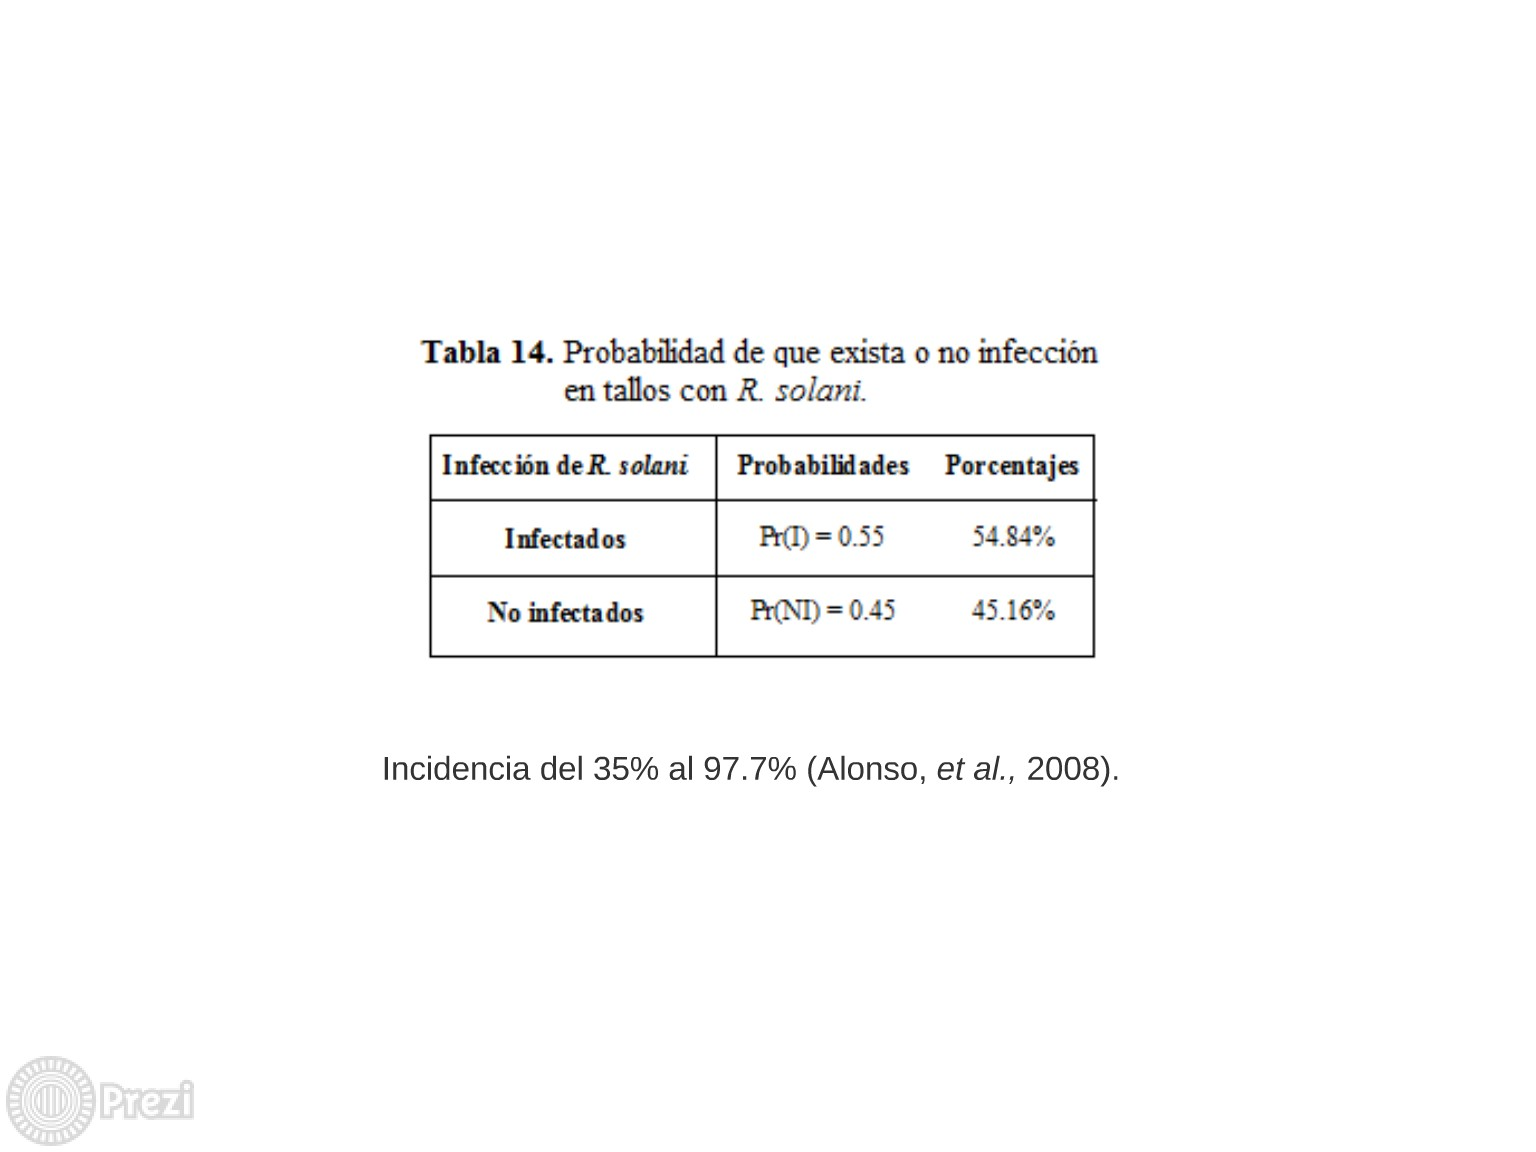 Tabla 14. Probabilidad de que exista o no infección
en tallos con R. solani.
Infección de R. solani Probabilidades Porcentajes
Infectados Pr(I) = 0.55 54.84%
No infectados Pr(NI) = 0.45 45.16%
Incidencia del 35% al 97.7% (Alonso, et al., 2008).
Prezi